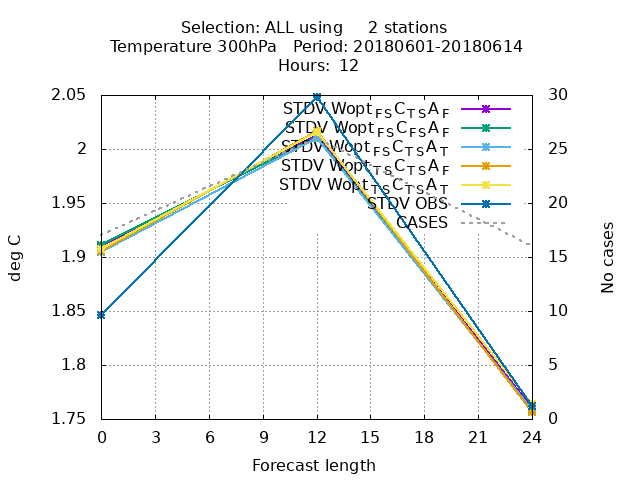 Selection: ALL using 2 stations
Temperature 300hPa Period: 20180601-20180614
Hours: 12
2.05
2
1.95
1.9
1.85
1.8
1.75
30
25
20
15
10
5
0
deg C
No cases
STDV Wopt_FS C_TS A_F
STDV Wopt_FS C_FS A_F
STDV Wopt_FS C_TS A_T
STDV Wopt_TS C_TS A_F
STDV Wopt_TS C_TS A_T
STDV OBS
CASES
0 3 6 9 12 15 18 21 24
Forecast length